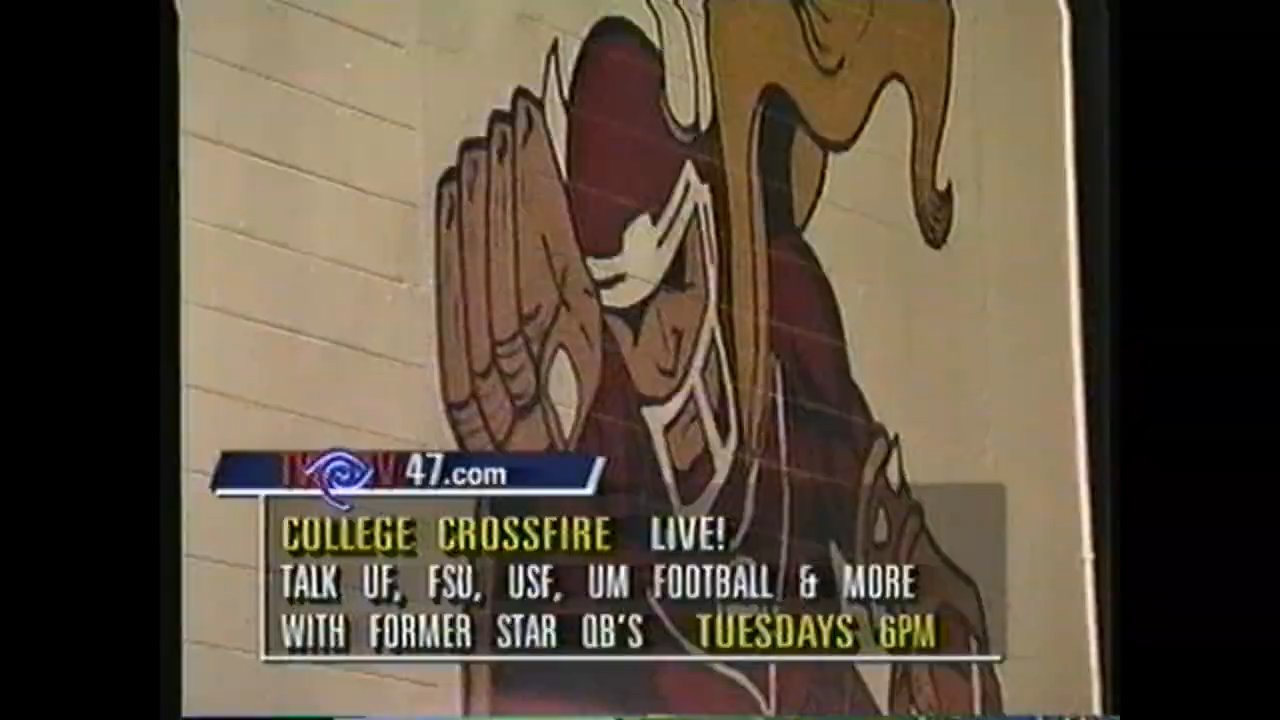 47.com
COLLEGE CROSSFIRE LIVE!
TALK UF, FSU, USF, UM FOOTBALL & MORE
WITH FORMER STAR QB'S TUESDAYS 6PM